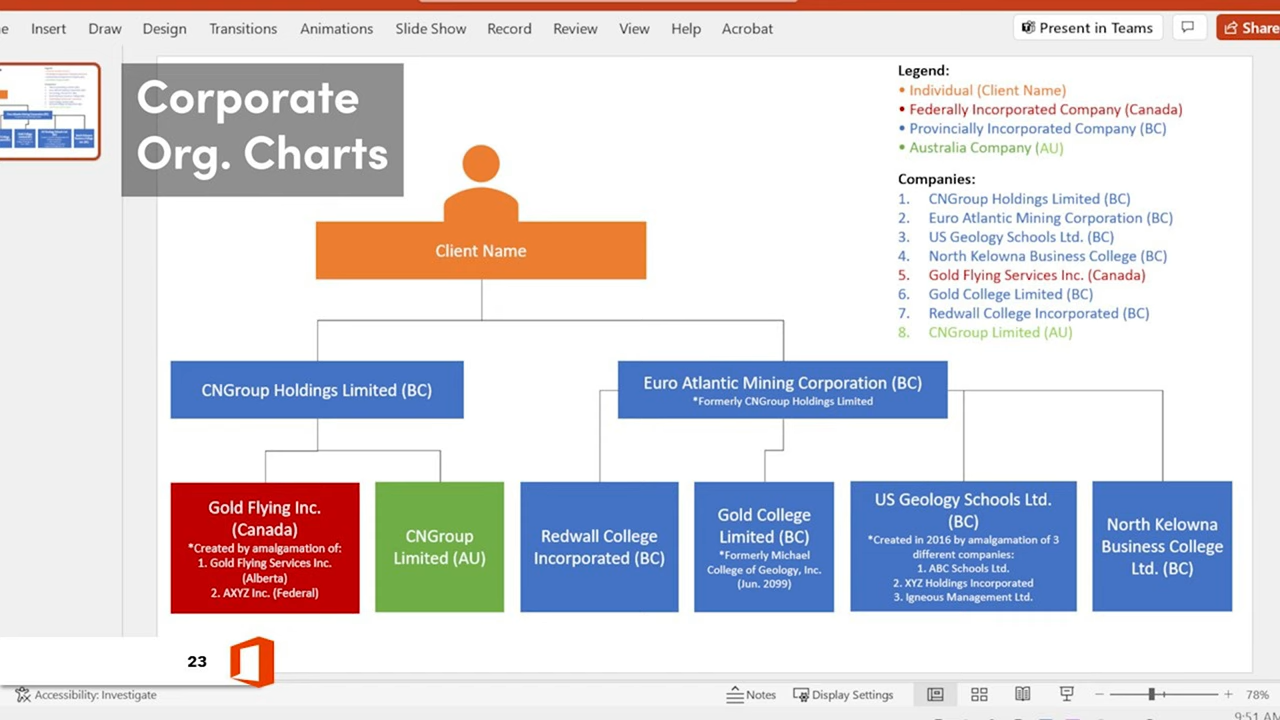 Insert Draw Design Transitions Animations Slide Show Record Review View Help Acrobat
Present in Teams
Share
Corporate
Org. Charts
Legend:
• Individual (Client Name)
• Federally Incorporated Company (Canada)
• Provincially Incorporated Company (BC)
• Australia Company (AU)
Companies:
1. CNGroup Holdings Limited (BC)
2. Euro Atlantic Mining Corporation (BC)
3. US Geology Schools Ltd. (BC)
4. North Kelowna Business College (BC)
5. Gold Flying Services Inc. (Canada)
6. Gold College Limited (BC)
7. Redwall College Incorporated (BC)
8. CNGroup Limited (AU)
Client Name
CNGroup Holdings Limited (BC)
Euro Atlantic Mining Corporation (BC)
*Formerly CNGroup Holdings Limited
Gold Flying Inc.
(Canada)
*Created by amalgamation of:
1. Gold Flying Services Inc.
(Alberta)
2. AXYZ Inc. (Federal)
CNGroup
Limited (AU)
Redwall College
Incorporated (BC)
Gold College
Limited (BC)
*Formerly Michael
College of Geology, Inc.
(Jun. 2099)
US Geology Schools Ltd.
(BC)
*Created in 2016 by amalgamation of 3
different companies:
1. ABC Schools Ltd.
2. XYZ Holdings Incorporated
3. Igneous Management Ltd.
North Kelowna
Business College
Ltd. (BC)
23
Accessibility: Investigate
Notes
Display Settings
78%
9:51 AM